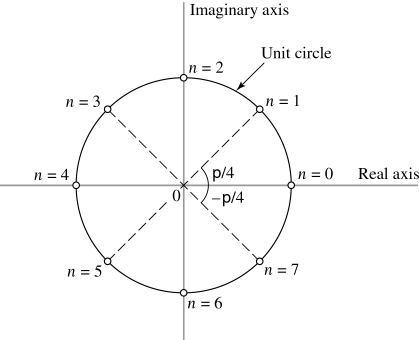 Imaginary axis
Unit circle
n = 2
n = 3
n = 1
p/4
n = 4
n = 0
Real axis
0
–p/4
n = 5
n = 7
n = 6